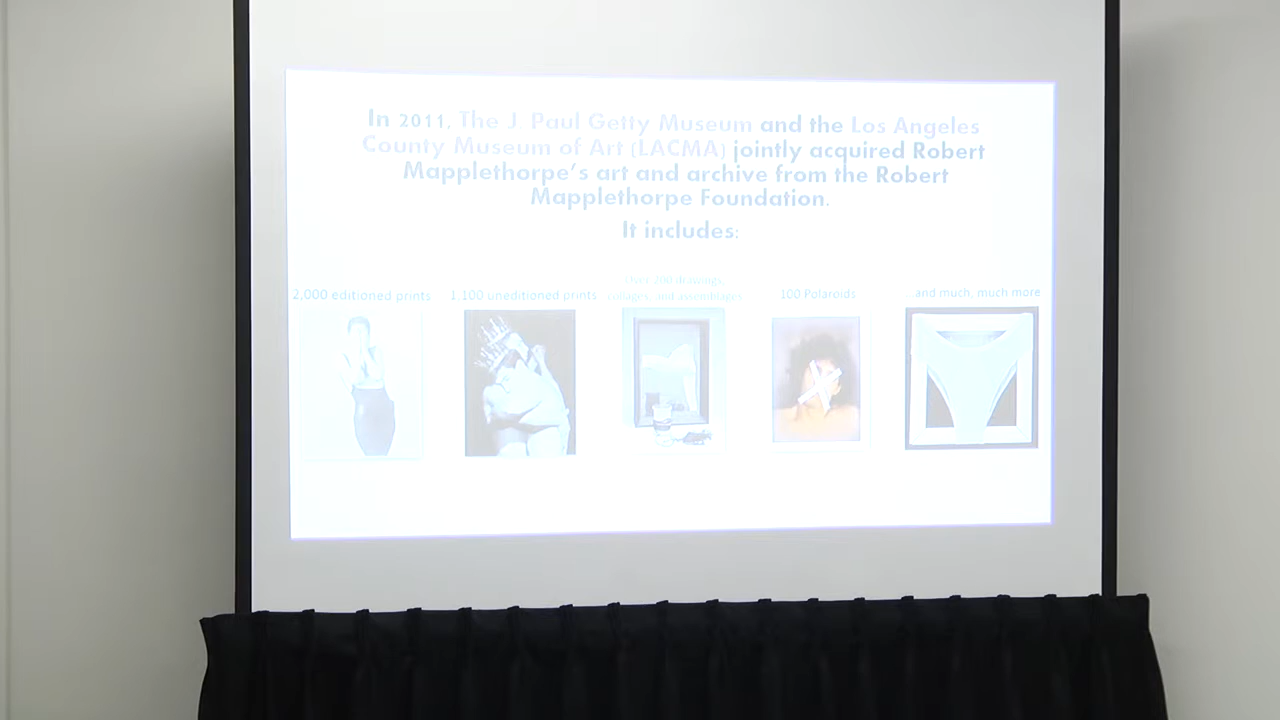 In 2011, The J. Paul Getty Museum and the Los Angeles
County Museum of Art (LACMA) jointly acquired Robert
Mapplethorpe's art and archive from the Robert
Mapplethorpe Foundation.
It includes:
2,000 editioned prints
1,100 uneditioned prints
Over 200 drawings,
collages, and assemblages
100 Polaroids
...and much, much more